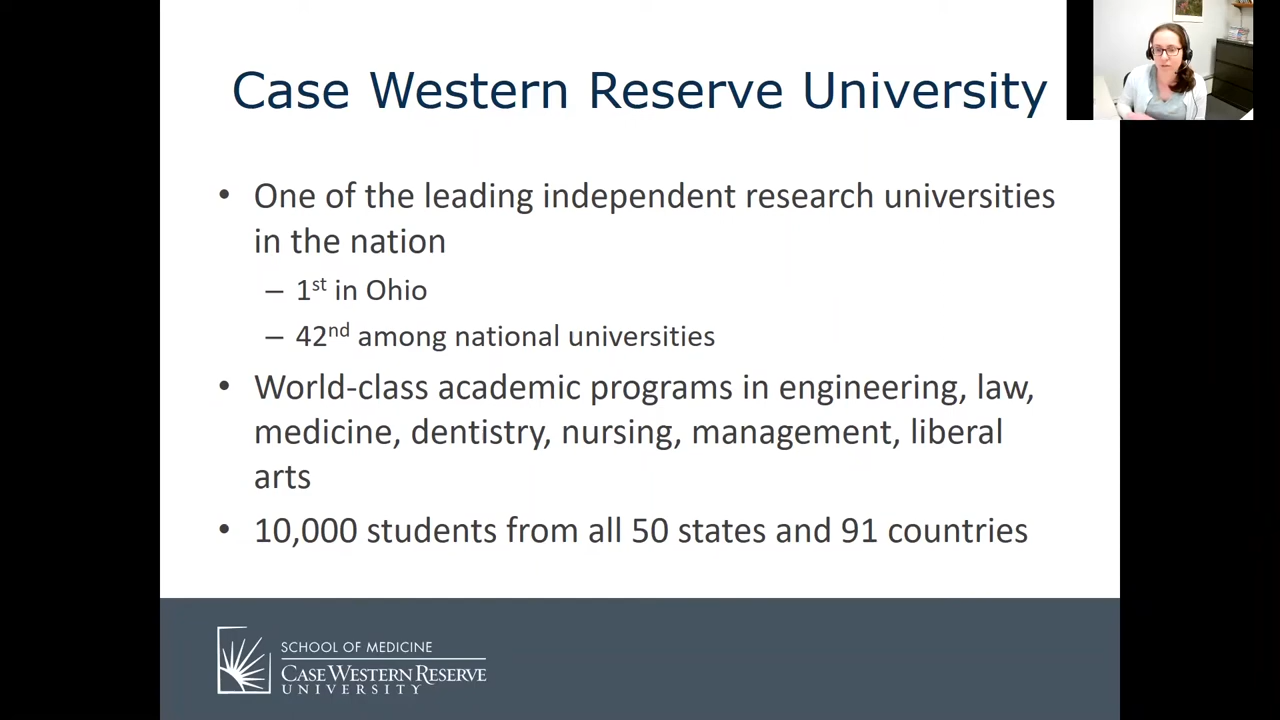 Case Western Reserve University
• One of the leading independent research universities
in the nation
– 1st in Ohio
– 42nd among national universities
• World-class academic programs in engineering, law,
medicine, dentistry, nursing, management, liberal
arts
• 10,000 students from all 50 states and 91 countries
SCHOOL OF MEDICINE
CASE WESTERN RESERVE
UNIVERSITY